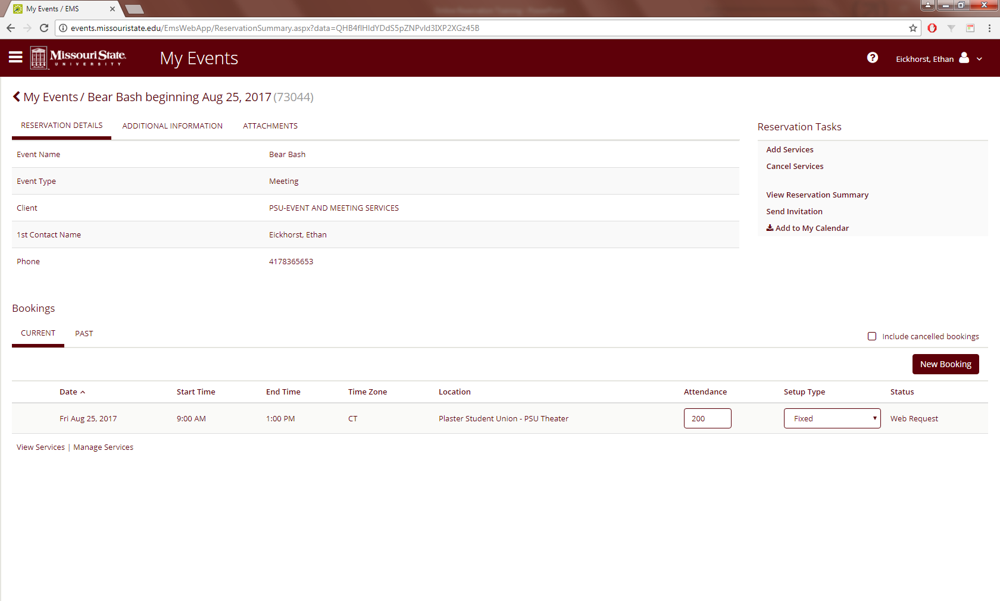 My Events / EMS
events.missouristate.edu/EmsWebApp/ReservationSummary.aspx?data=QHB4flHIdYDdS5pZNPvld3IXP2XGz45B
Missouri State.
UNIVERSITY
My Events
Eickhorst, Ethan
My Events / Bear Bash beginning Aug 25, 2017 (73044)
RESERVATION DETAILS ADDITIONAL INFORMATION ATTACHMENTS
Reservation Tasks
Event Name Bear Bash
Event Type Meeting
Client PSU-EVENT AND MEETING SERVICES
1st Contact Name Eickhorst, Ethan
Phone 4178365653
Add Services
Cancel Services
View Reservation Summary
Send Invitation
Add to My Calendar
Bookings
CURRENT PAST
Include cancelled bookings
New Booking
Date Start Time End Time Time Zone Location Attendance Setup Type Status
Fri Aug 25, 2017 9:00 AM 1:00 PM CT Plaster Student Union - PSU Theater 200 Fixed Web Request
View Services | Manage Services